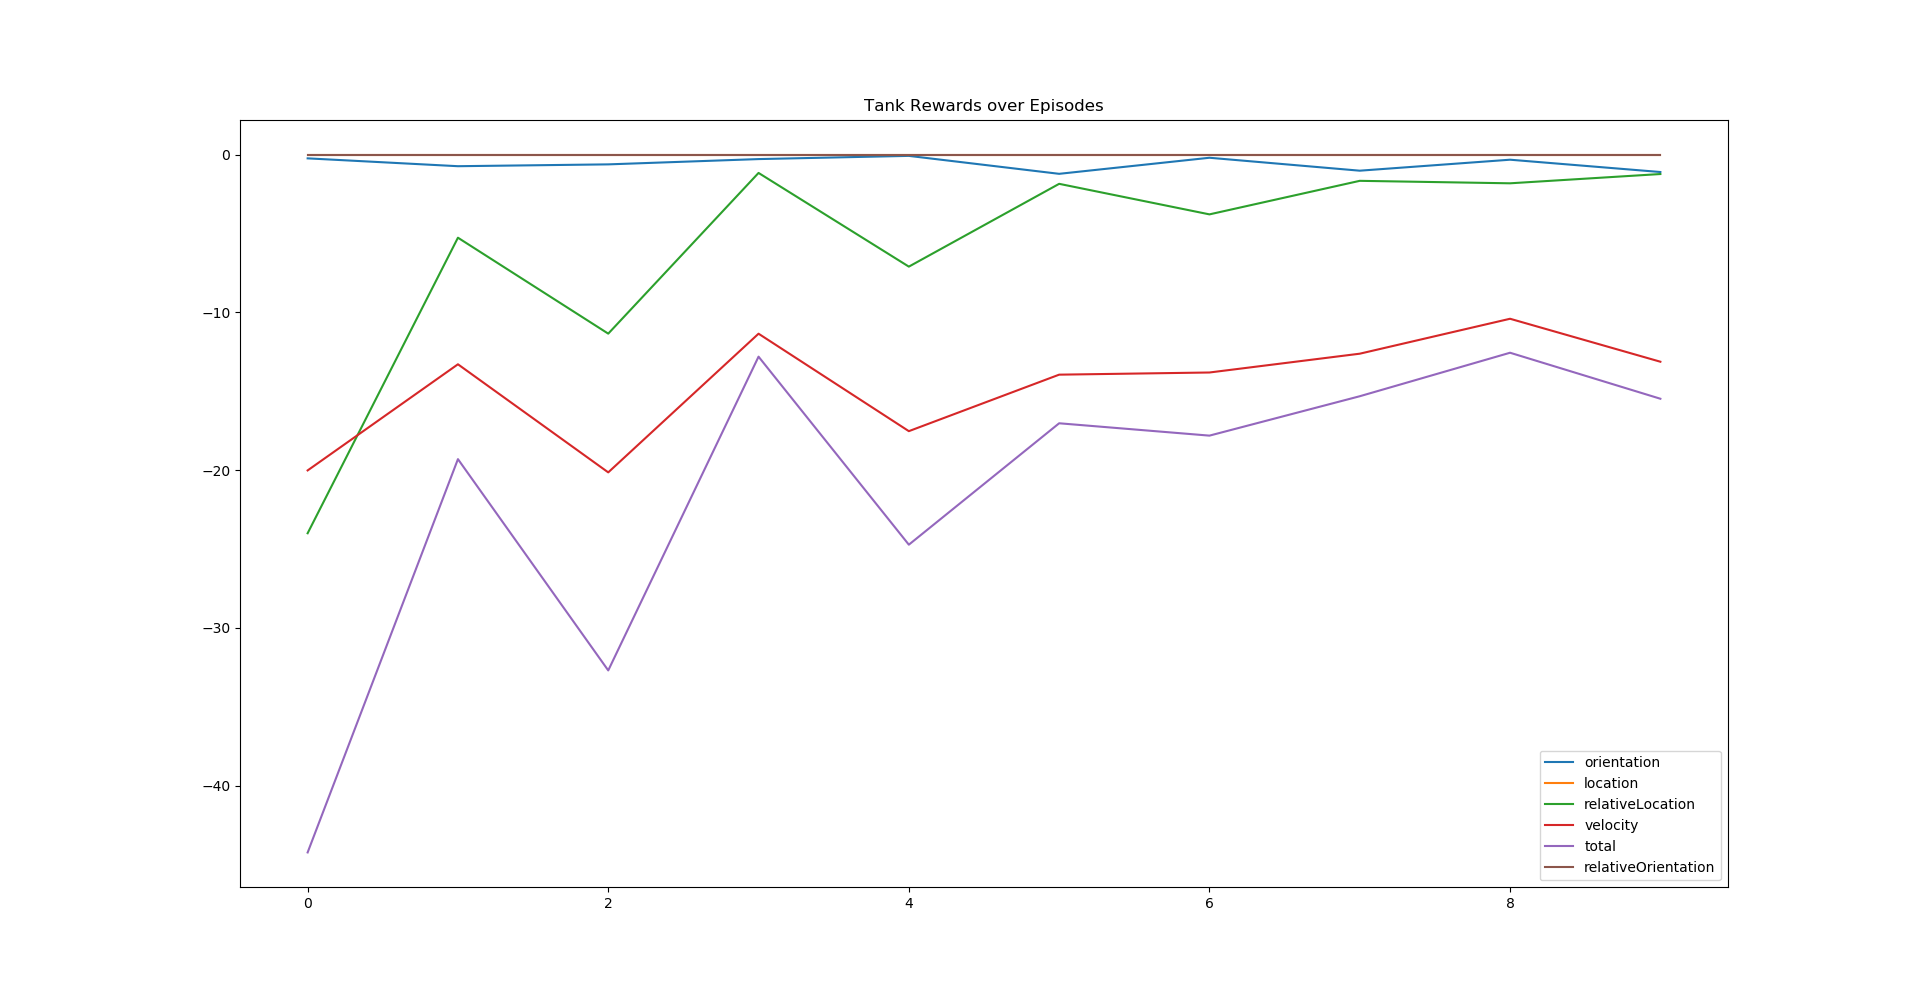 Tank Rewards over Episodes
0
−10
−20
−30
−40
orientation
location
relativeLocation
velocity
total
relativeOrientation
0 2 4 6 8